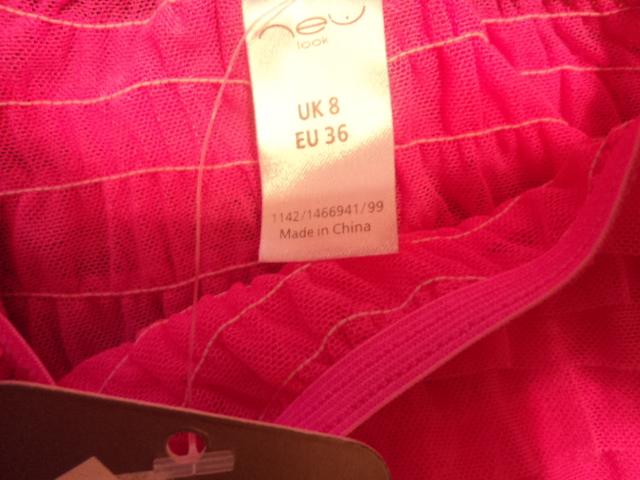 new
look
UK 8
EU 36
1142/1466941/99
Made in China